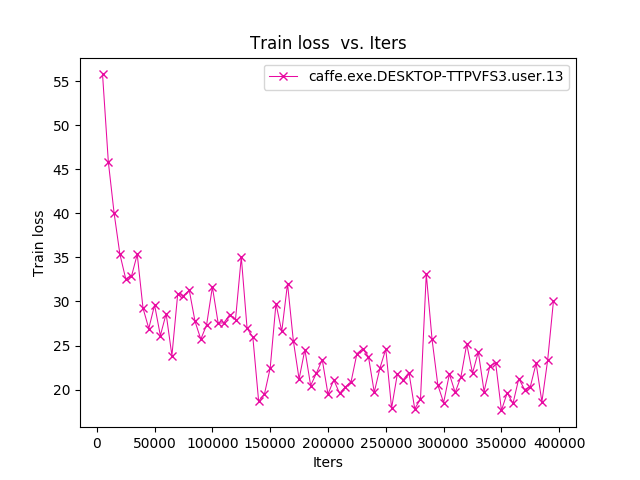 Train loss  vs. Iters
caffe.exe.DESKTOP-TTPVFS3.user.13
55
50
45
40
35
30
25
20
Train loss
0 50000 100000 150000 200000 250000 300000 350000 400000
Iters